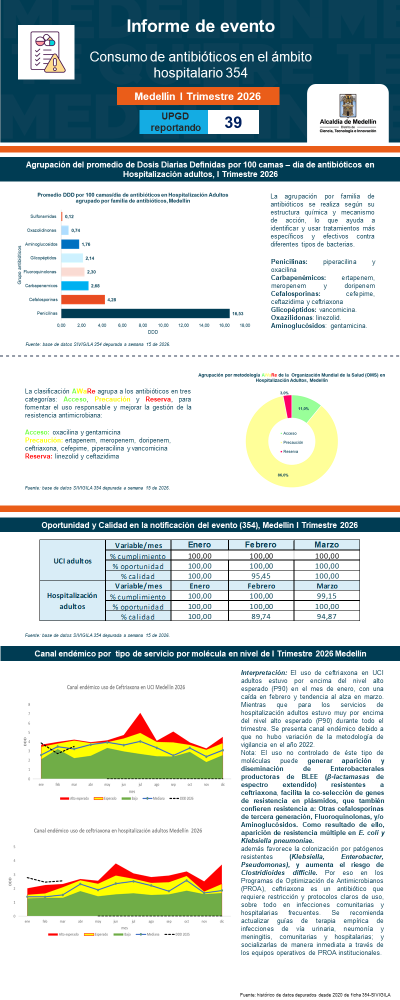 Informe de evento
Consumo de antibióticos en el ámbito
hospitalario 354
Medellín I Trimestre 2026
UPGD
reportando
39
Alcaldía de Medellín
Ciencia, Tecnología e Innovación
Agrupación del promedio de Dosis Diarias Definidas por 100 camas – día de antibióticos en
Hospitalización adultos, I Trimestre 2026
Promedio DDD por 100 camas/día de antibiótico en Hospitalización Adultos
agrupado por familia de antibióticos, Medellín
Grupo antibiótico
Sulfonamidas 0,12
Oxazolidinonas 0,74
Aminoglucosidos 1,76
Glicopéptidos 2,14
Fluoroquinolonas 2,30
Carbapenemicos 2,68
Cefalosporinas 4,28
Penicilinas 16,53
0,00 2,00 4,00 6,00 8,00 10,00 12,00 14,00 16,00 18,00
DDD
Fuente: base de datos SIVIGILA 354 depurada a semana 15 de 2026.
La agrupación por familia de
antibióticos se realiza según su
estructura química y mecanismo
de acción, lo que ayuda a
identificar y usar tratamientos más
específicos y efectivos contra
diferentes tipos de bacterias.
Penicilinas: piperacilina y
oxacilina
Carbapenémicos: ertapenem,
meropenem y doripenem
Cefalosporinas: cefepime,
ceftazidima y ceftriaxona
Glicopéptidos: vancomicina.
Oxazilidonas: linezolid.
Aminoglucósidos: gentamicina.
La clasificación AWaRe agrupa a los antibióticos en tres
categorías: Acceso, Precaución y Reserva, para
fomentar el uso responsable y mejorar la gestión de la
resistencia antimicrobiana:
Acceso: oxacilina y gentamicina
Precaución: ertapenem, meropenem, doripenem,
ceftriaxona, cefepime, piperacilina y vancomicina
Reserva: linezolid y ceftazidima
Fuente: base de datos SIVIGILA 354 depurada a semana 15 de 2026.
Agrupación por metodología AWaRe de la Organización Mundial de la Salud (OMS) en
Hospitalización Adultos, Medellín
Acceso
Precaución
Reserva
Oportunidad y Calidad en la notificación del evento (354), Medellín I Trimestre 2026
UCI adultos
Variable/mes Enero Febrero Marzo
% cumplimiento 100,00 100,00 100,00
% oportunidad 100,00 100,00 100,00
% calidad 100,00 95,45 100,00
Hospitalización adultos
Variable/mes Enero Febrero Marzo
% cumplimiento 100,00 100,00 99,15
% oportunidad 100,00 100,00 100,00
% calidad 100,00 89,74 94,87
Fuente: base de datos SIVIGILA 354 depurada a semana 15 de 2026.
Canal endémico por tipo de servicio por molécula en nivel de I Trimestre 2026 Medellín
Canal endémico uso de Ceftriaxona en UCI Medellín 2026
Canal endémico uso de ceftriaxona en hospitalización adultos Medellín 2026
Interpretación: El uso de ceftriaxona en UCI
adultos estuvo por encima del nivel alto
esperado (P90) en el mes de enero, con una
caída en febrero y tendencia al alza en marzo.
Mientras que para los servicios de
hospitalización adultos estuvo muy por encima
del nivel alto esperado (P90) durante todo el
trimestre. Se presenta canal endémico debido a
que no hubo variación de la metodología de
vigilancia en el año 2022.
Nota: El uso no controlado de éste tipo de
moléculas puede generar aparición y
diseminación de Enterobacterales
productoras de BLEE (β-lactamasas de
espectro extendido) resistentes a
ceftriaxona, facilita la co-selección de genes
de resistencia en plásmidos, que también
confieren resistencia a: Otras cefalosporinas
de tercera generación, Fluoroquinolonas, y/o
Aminoglucósidos. Como resultado de ello,
aparición de resistencia múltiple en E. coli y
Klebsiella pneumoniae.
además favorece la colonización por patógenos
resistentes (Klebsiella, Enterobacter,
Pseudomonas), y aumenta el riesgo de
Clostridioides difficile. Por eso en los
Programas de Optimización de Antimicrobianos
(PROA), ceftriaxona es un antibiótico que
requiere restricción y protocolos claros de uso,
sobre todo en infecciones comunitarias y
hospitalarias frecuentes. Se recomienda
actualizar guías de terapia empírica de
infecciones de vía urinaria, neumonía y
meningitis, comunitarias y hospitalarias; y
socializarlas de manera inmediata a través de
los equipos operativos de PROA institucionales.
Fuente: histórico de datos depurados desde 2020 de ficha 354-SIVIGILA